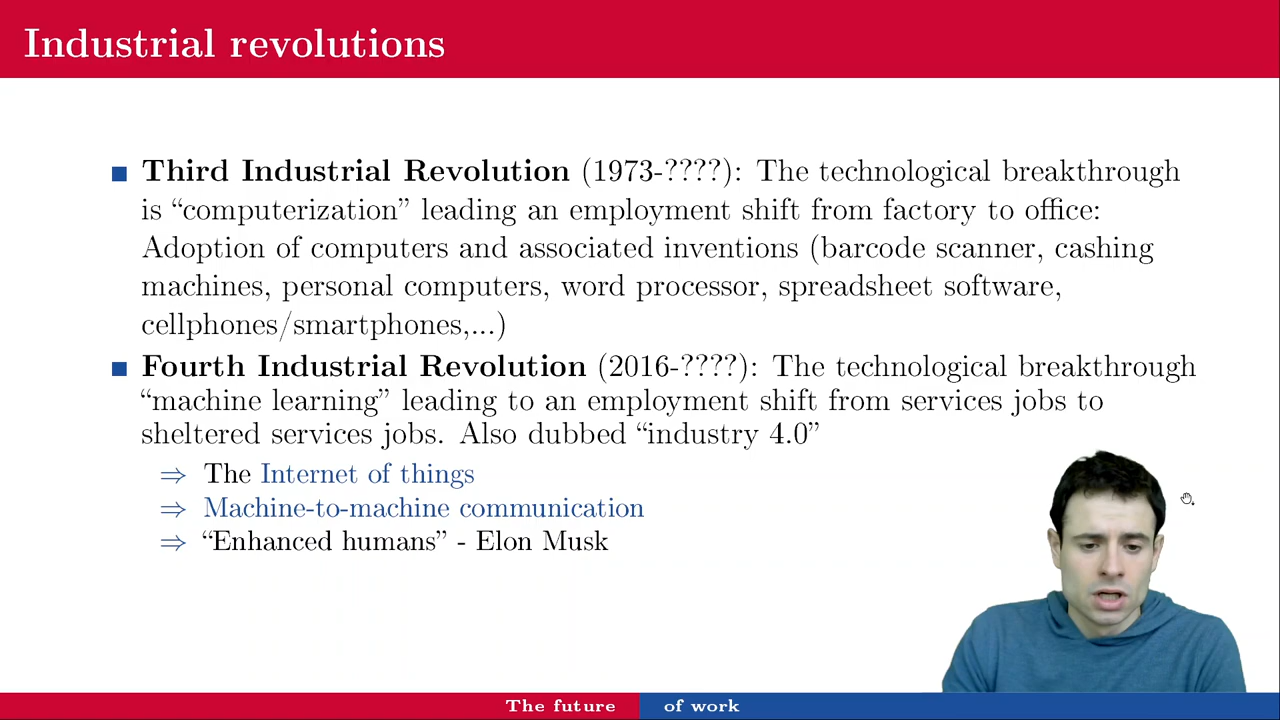 Industrial revolutions
Third Industrial Revolution (1973-????): The technological breakthrough
is “computerization” leading an employment shift from factory to office:
Adoption of computers and associated inventions (barcode scanner, cashing
machines, personal computers, word processor, spreadsheet software,
cellphones/smartphones,...)
Fourth Industrial Revolution (2016-????): The technological breakthrough
“machine learning” leading to an employment shift from services jobs to
sheltered services jobs. Also dubbed “industry 4.0”
⇒ The Internet of things
⇒ Machine-to-machine communication
⇒ “Enhanced humans” - Elon Musk
The future of work